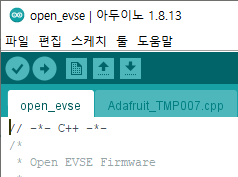 open_evse | 아두이노 1.8.13
파일 편집 스케치 툴 도움말
open_evse Adafruit_TMP007.cpp
// -*- C++ -*-
/*
* Open EVSE Firmware
*